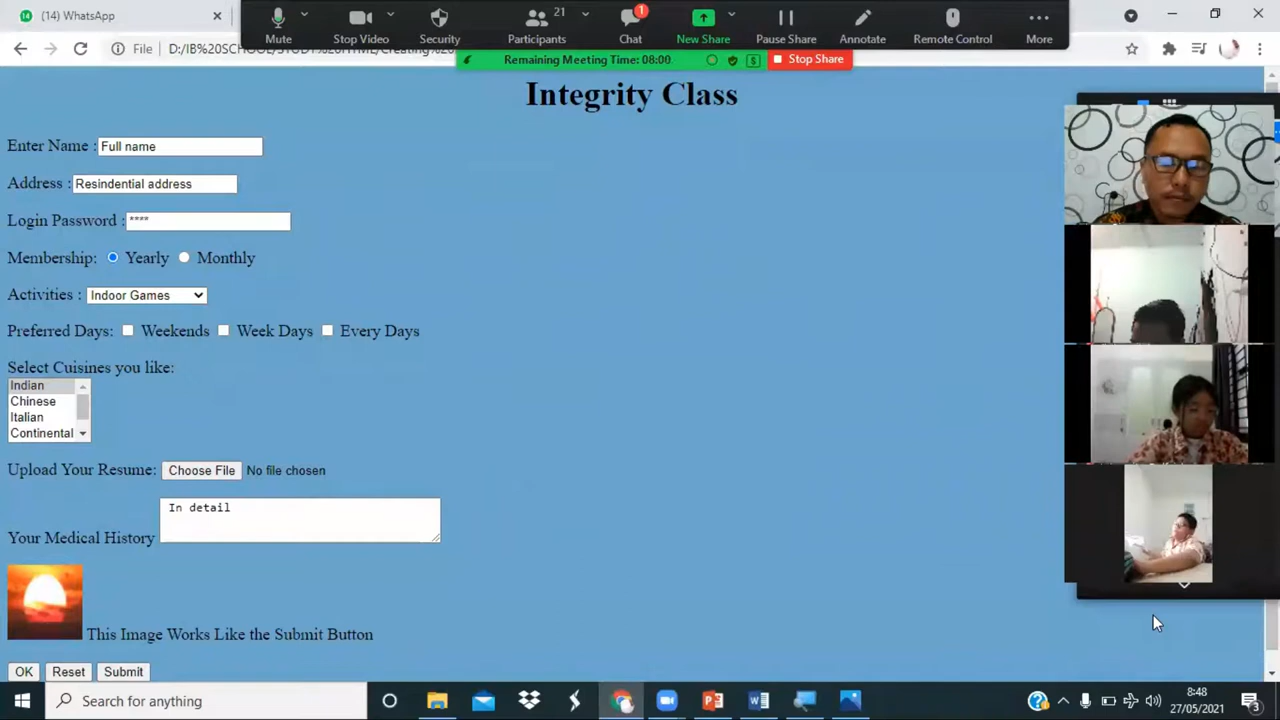 (14) WhatsApp
14
21
1
Mute
Stop Video
Security
Participants
Chat
New Share
Pause Share
Annotate
Remote Control
More
File
Remaining Meeting Time: 08:00
Stop Share
Integrity Class
Enter Name : Full name
Address : Resindential address
Login Password : ****
Membership: Yearly Monthly
Activities : Indoor Games
Preferred Days: Weekends Week Days Every Days
Select Cuisines you like:
Indian
Chinese
Italian
Continental
Upload Your Resume: Choose File No file chosen
In detail
Your Medical History
This Image Works Like the Submit Button
OK Reset Submit
Search for anything
8:48
27/05/2021
3